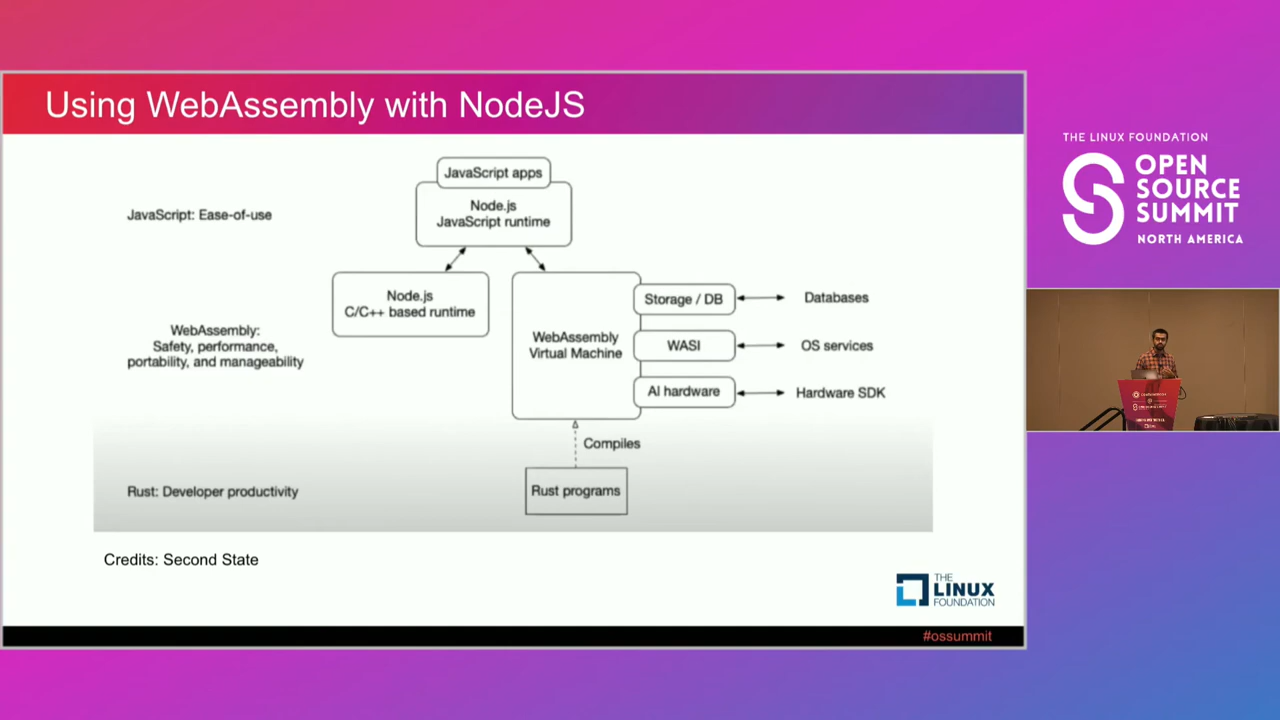 Using WebAssembly with NodeJS
JavaScript apps
Node.js
JavaScript runtime
JavaScript: Ease-of-use
Node.js
C/C++ based runtime
WebAssembly
Virtual Machine
Storage / DB
Databases
WASI
OS services
AI hardware
Hardware SDK
WebAssembly:
Safety, performance,
portability, and manageability
Compiles
Rust: Developer productivity
Rust programs
Credits: Second State
THE
LINUX
FOUNDATION
#ossummit
THE LINUX FOUNDATION
OPEN
SOURCE
SUMMIT
NORTH AMERICA